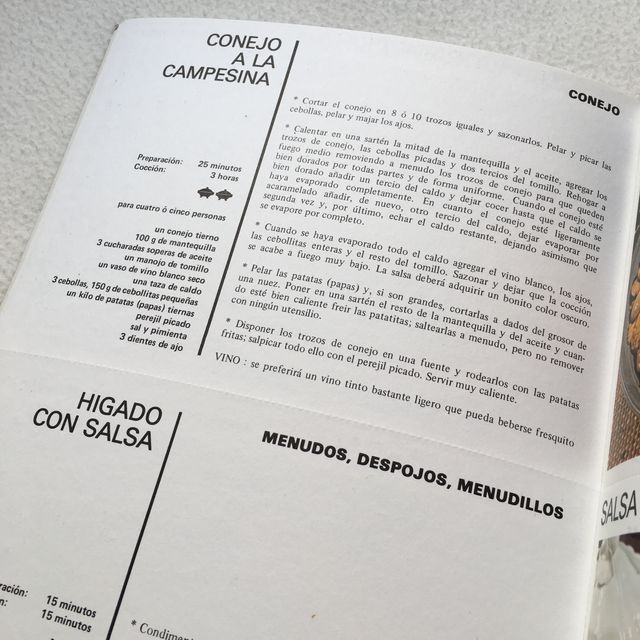 CONEJO
A LA
CAMPESINA
Preparación: 25 minutos
Cocción: 3 horas
para cuatro ó cinco personas
un conejo tierno
100 g de mantequilla
3 cucharadas soperas de aceite
un manojo de tomillo
un vaso de vino blanco seco
una taza de caldo
3 cebollas, 150 g de cebollitas pequeñas
un kilo de patatas (papas) tiernas
perejil picado
sal y pimienta
3 dientes de ajo
CONEJO
* Cortar el conejo en 8 ó 10 trozos iguales y sazonarlos. Pelar y picar las
cebollas, pelar y majar los ajos.
* Calentar en una sartén la mitad de la mantequilla y el aceite, agregar los
trozos de conejo, las cebollas picadas y dos tercios del tomillo. Rehogar a
fuego medio removiendo a menudo los trozos de conejo para que queden
bien dorados por todas partes y de forma uniforme. Cuando el conejo esté
bien dorado añadir un tercio del caldo y dejar cocer hasta que el caldo se
haya evaporado completamente. En cuanto el conejo esté ligeramente
acaramelado añadir, de nuevo, otro tercio del caldo, dejar evaporar por
segunda vez y, por último, echar el caldo restante, dejando asimismo que
se evapore por completo.
* Cuando se haya evaporado todo el caldo agregar el vino blanco, los ajos,
las cebollitas enteras y el resto del tomillo. Sazonar y dejar que la cocción
se acabe a fuego muy bajo. La salsa deberá adquirir un bonito color oscuro.
* Pelar las patatas (papas) y, si son grandes, cortarlas a dados del grosor de
una nuez. Poner en una sartén el resto de la mantequilla y del aceite y cuan-
do esté bien caliente freir las patatitas; saltearlas a menudo, pero no remover
con ningún utensilio.
* Disponer los trozos de conejo en una fuente y rodearlos con las patatas
fritas; salpicar todo ello con el perejil picado. Servir muy caliente.
VINO : se preferirá un vino tinto bastante ligero que pueda beberse fresquito
HIGADO
CON SALSA
MENUDOS, DESPOJOS, MENUDILLOS
15 minutos
15 minutos
SALSA